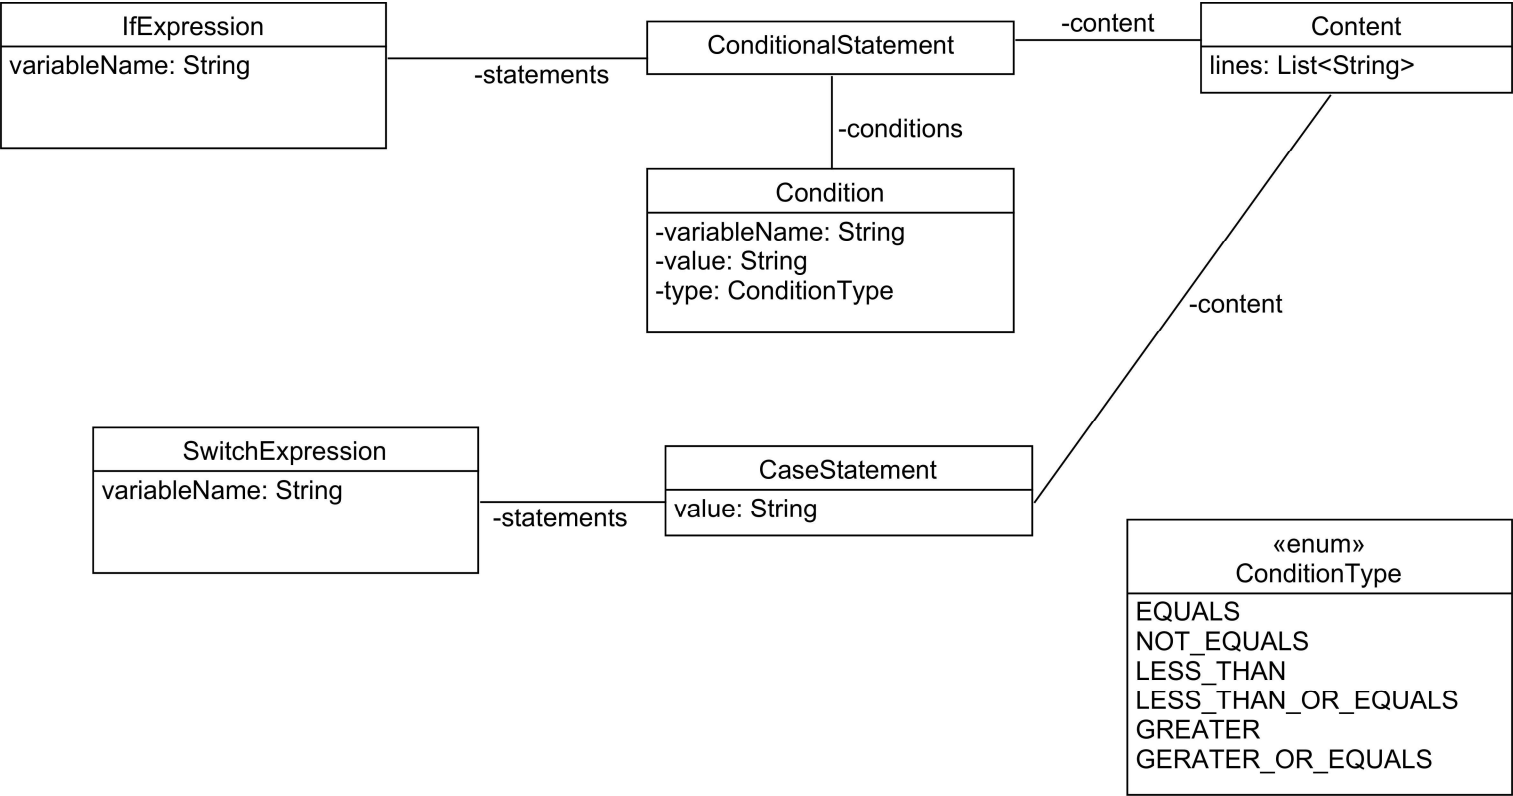 IfExpression
variableName: String
-statements
ConditionalStatement
-content
Content
lines: List<String>
-conditions
Condition
-variableName: String
-value: String
-type: ConditionType
-content
SwitchExpression
variableName: String
-statements
CaseStatement
value: String
«enum»
ConditionType
EQUALS
NOT_EQUALS
LESS_THAN
LESS_THAN_OR_EQUALS
GREATER
GERATER_OR_EQUALS